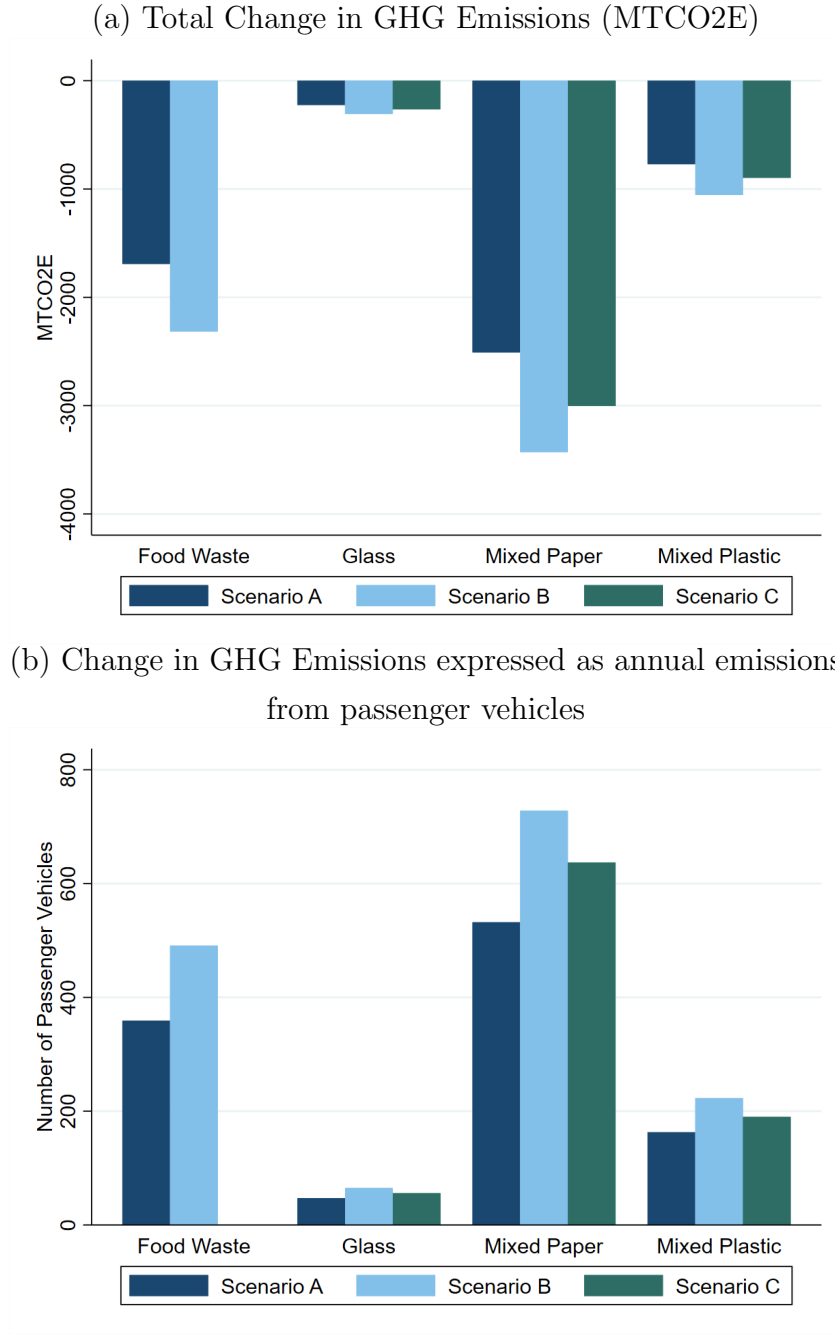 (a) Total Change in GHG Emissions (MTCO2E)
MTCO2E
0
-1000
-2000
-3000
-4000
Food Waste Glass Mixed Paper Mixed Plastic
Scenario A Scenario B Scenario C
(b) Change in GHG Emissions expressed as annual emissions
from passenger vehicles
Number of Passenger Vehicles
800
600
400
200
0
Food Waste Glass Mixed Paper Mixed Plastic
Scenario A Scenario B Scenario C